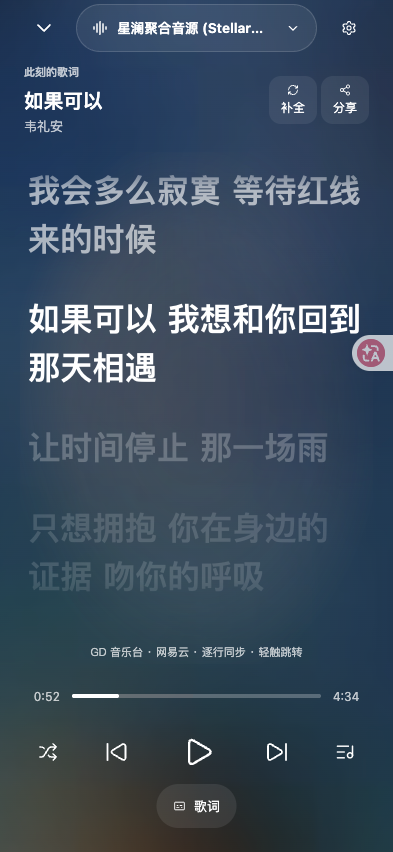 星澜聚合音源 (Stellar...
此刻的歌词
如果可以
韦礼安
补全
分享
我会多么寂寞 等待红线
来的时候
如果可以 我想和你回到
那天相遇
让时间停止 那一场雨
只想拥抱 你在身边的
证据 吻你的呼吸
GD 音乐台 · 网易云 · 逐行同步 · 轻触跳转
0:52
4:34
歌词